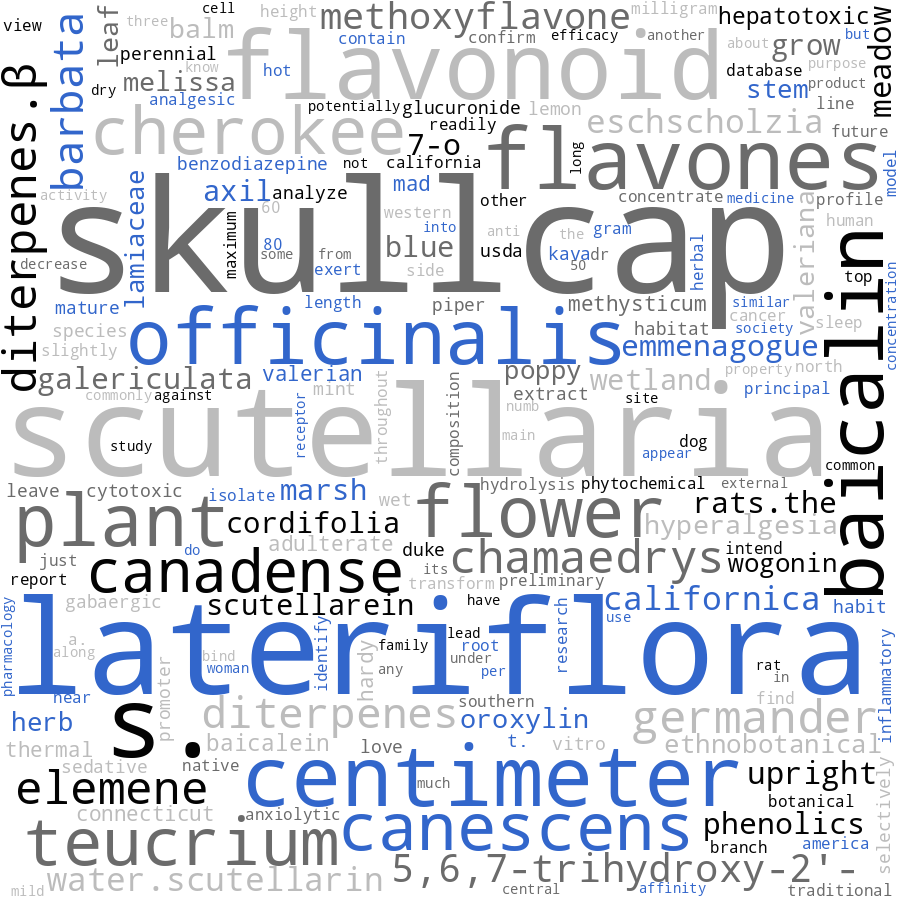 view
three
cell
height
methoxyflavone
milligram
hepatotoxic
barbata
leaf
balm
flavonoid
contain
confirm
efficacy
another
but
meadow
perennial
know
hot
about
grow
purpose
diterpenes.β
melissa
database
product
dry
analgesic
stem
line
potentially
glucuronide
lemon
cherokee
readily
eschscholzia
future
7-o
flavones
long
benzodiazepine
not
california
model
axil
analyze
mad
other
concentrate
medicine
profile
activity
lamiaceae
skullcap
60
western
into
anti
the
gram
valeriana
human
maximum
80
some
from
blue
usda
kava
dr
herbal
baicalin
decrease
exert
side
50
top
mature
length
piper
methysticum
similar
cancer
sleep
concentration
species
officinalis
habitat
society
slightly
emmenagogue
galericulata
valerian
poppy
wetland
property
north
commonly
against
mint
throughout
composition
extract
site
principal
receptor
numb
scutellaria
study
main
dog
appear
common
leave
cytotoxic
isolate
marsh
wet
hydrolysis
phytochemical
external
plant
cordifolia
flower
rats.the
hyperalgesia
just
do
adulterate
duke
chamaedrys
intend
report
canadense
its
transform
preliminary
wogonin
gabaergic
scutellarein
have
californica
habit
pharmacology
lateriflora
use
a.
along
identify
family
lead
root
research
bind
woman
hardy
any
under
per
rat
in
inflammatory
near
promoter
s.
southern
find
herb
diterpenes
oroxylin
germander
thermal
baicalein
love
t.
vitro
ethnobotanical
sedative
native
selectively
elemene
much
centimeter
upright
connecticut
anxiolytic
botanical
teucrium
canescens
phenolics
branch
america
mild
water.scutellarin
5,6,7-trihydroxy-2'-
central
affinity
traditional